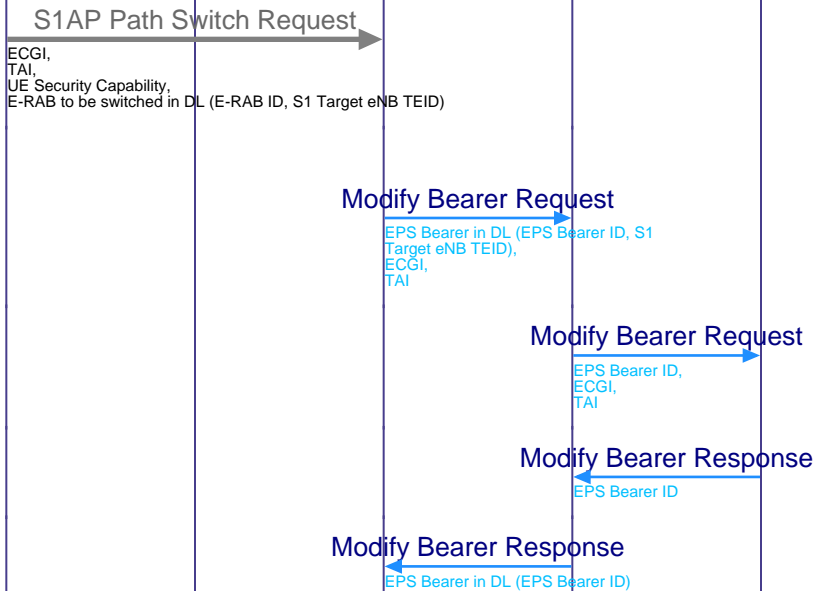 S1AP Path Switch Request
ECGI,
TAI,
UE Security Capability,
E-RAB to be switched in DL (E-RAB ID, S1 Target eNB TEID)
Modify Bearer Request
EPS Bearer in DL (EPS Bearer ID, S1
Target eNB TEID),
ECGI,
TAI
Modify Bearer Request
EPS Bearer ID,
ECGI,
TAI
Modify Bearer Response
EPS Bearer ID
Modify Bearer Response
EPS Bearer in DL (EPS Bearer ID)